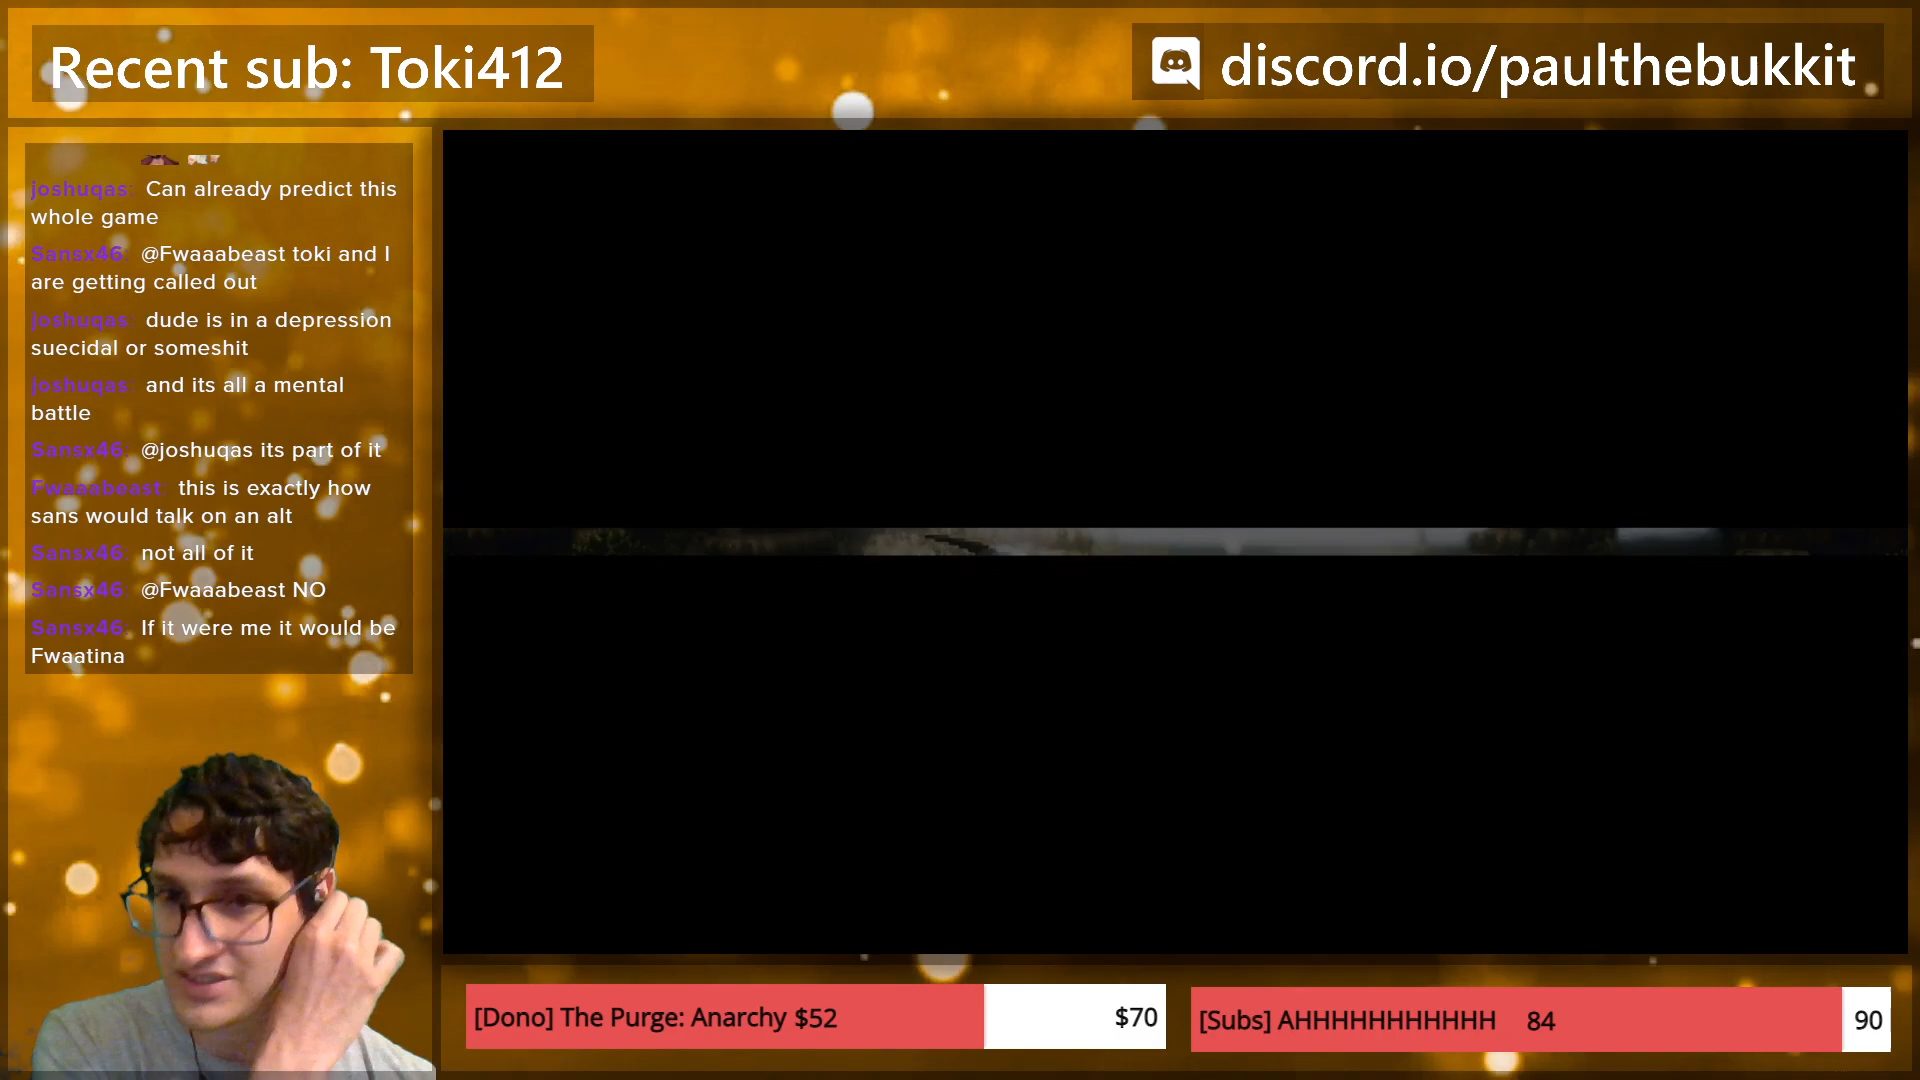 Recent sub: Toki412
discord.io/paulthebukkit
joshuqas: Can already predict this
whole game
Sansx46: @Fwaaabeast toki and I
are getting called out
joshuqas: dude is in a depression
suecidal or someshit
joshuqas: and its all a mental
battle
Sansx46: @joshuqas its part of it
Fwaaabeast: this is exactly how
sans would talk on an alt
Sansx46: not all of it
Sansx46: @Fwaaabeast NO
Sansx46: If it were me it would be
Fwaatina
[Dono] The Purge: Anarchy $52 $70
[Subs] AHHHHHHHHHHH 84 90